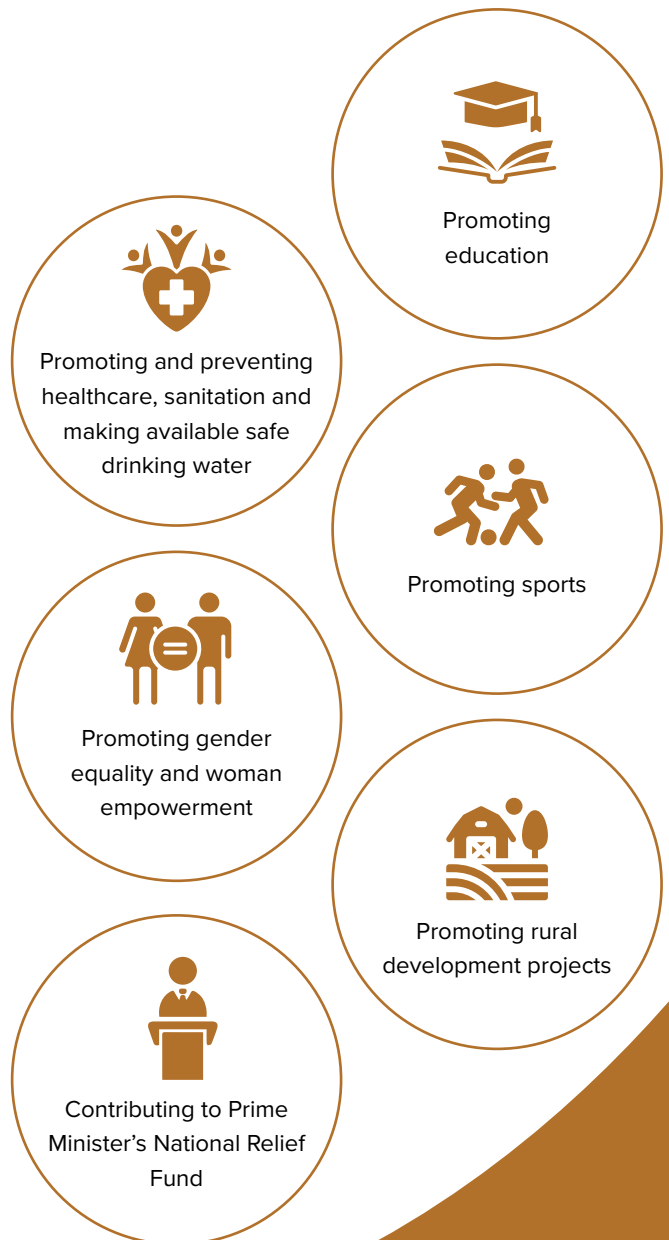 Promoting
education
Promoting and preventing
healthcare, sanitation and
making available safe
drinking water
Promoting sports
Promoting gender
equality and woman
empowerment
Promoting rural
development projects
Contributing to Prime
Minister’s National Relief
Fund